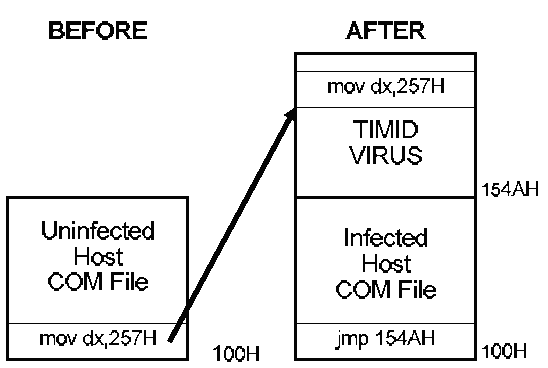 BEFORE
AFTER
mov dx,257H
TIMID
VIRUS
154AH
Uninfected
Host
COM File
mov dx,257H
100H
Infected
Host
COM File
jmp 154AH
100H